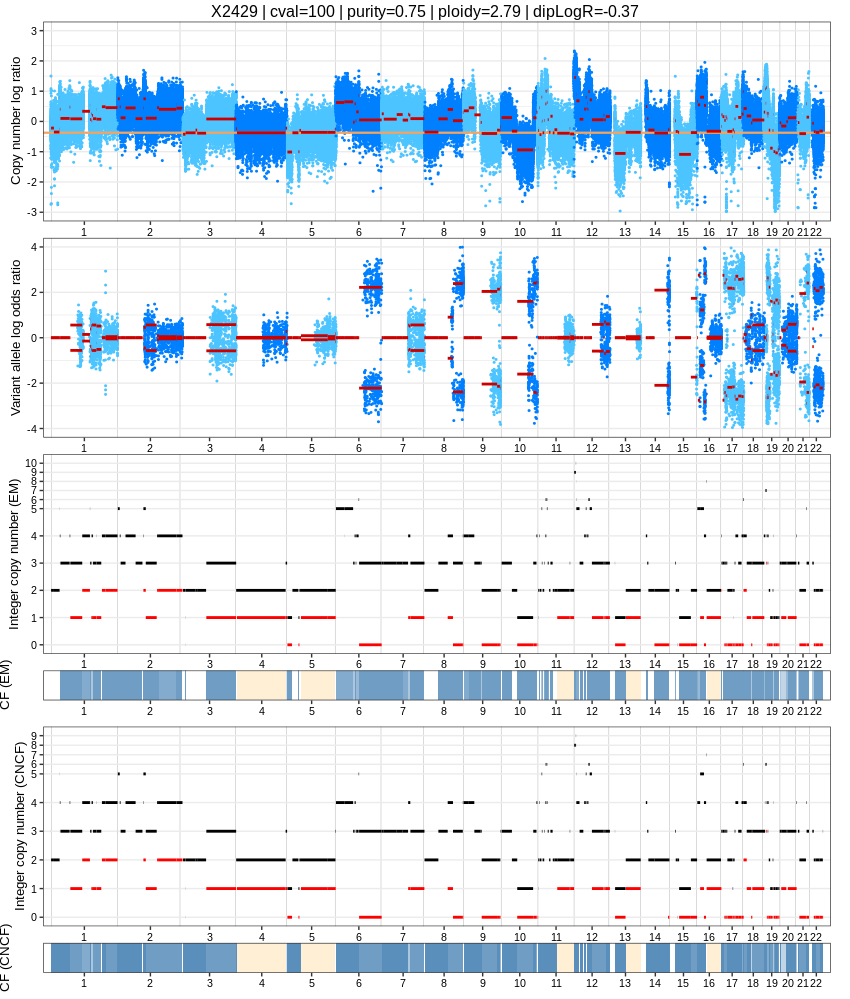 X2429 | cval=100 | purity=0.75 | ploidy=2.79 | dipLogR=-0.37
Copy number log ratio
3
2
1
0
-1
-2
-3
1 2 3 4 5 6 7 8 9 10 11 12 13 14 15 16 17 18 19 20 21 22
Variant allele log odds ratio
4
2
0
-2
-4
1 2 3 4 5 6 7 8 9 10 11 12 13 14 15 16 17 18 19 20 21 22
Integer copy number (EM)
10
9
8
7
6
5
4
3
2
1
0
1 2 3 4 5 6 7 8 9 10 11 12 13 14 15 16 17 18 19 20 21 22
CF (EM)
1 2 3 4 5 6 7 8 9 10 11 12 13 14 15 16 17 18 19 20 21 22
Integer copy number (CNCF)
9
8
7
6
5
4
3
2
1
0
1 2 3 4 5 6 7 8 9 10 11 12 13 14 15 16 17 18 19 20 21 22
CF (CNCF)
1 2 3 4 5 6 7 8 9 10 11 12 13 14 15 16 17 18 19 20 21 22